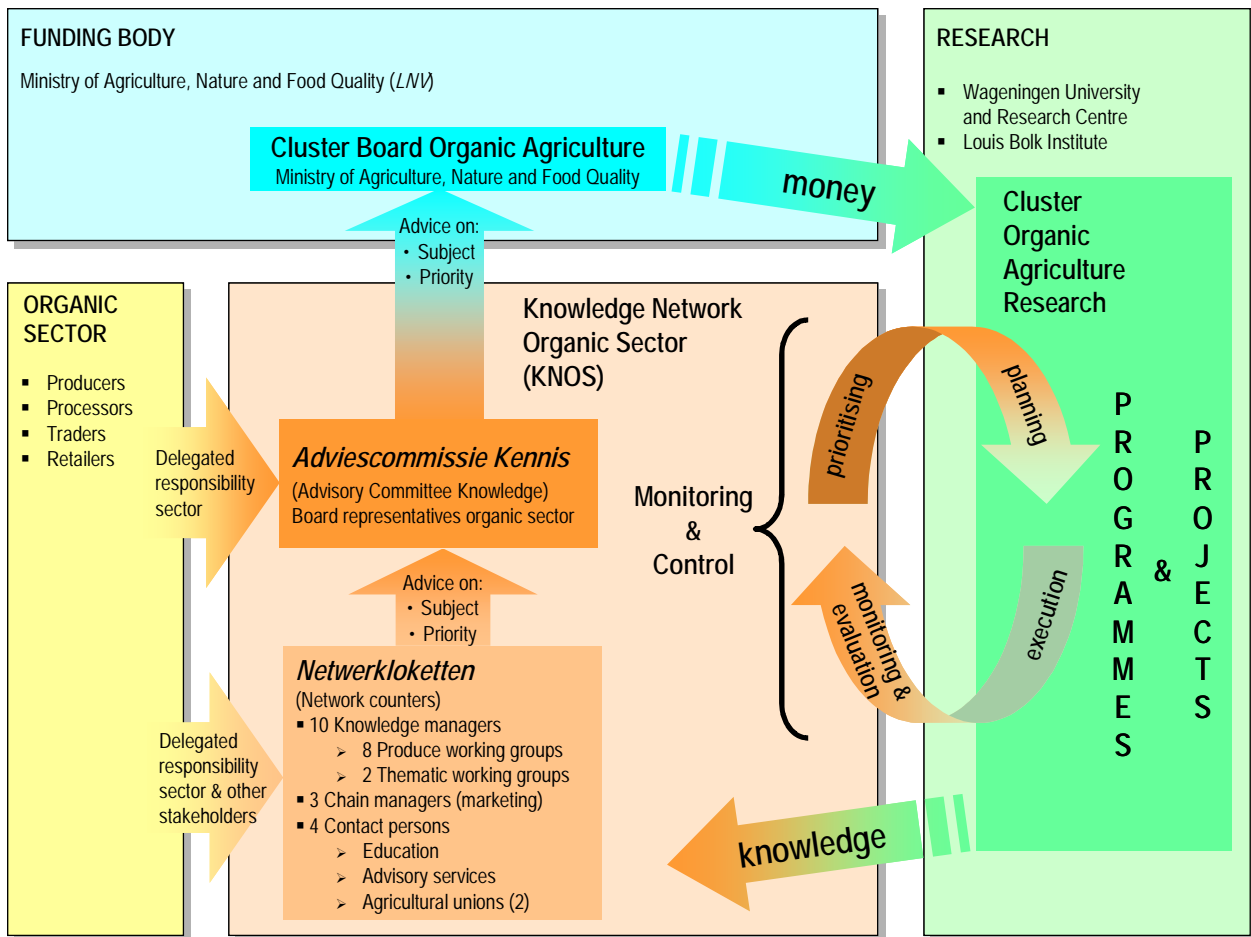 FUNDING BODY
Ministry of Agriculture, Nature and Food Quality (LNV)
Cluster Board Organic Agriculture
Ministry of Agriculture, Nature and Food Quality
money
RESEARCH
▪ Wageningen University
and Research Centre
▪ Louis Bolk Institute
Cluster
Organic
Agriculture
Research
PROGRAMMES
&
PROJECTS
Advice on:
• Subject
• Priority
ORGANIC
SECTOR
▪ Producers
▪ Processors
▪ Traders
▪ Retailers
Delegated
responsibility
sector
Delegated
responsibility
sector & other
stakeholders
Knowledge Network
Organic Sector
(KNOS)
Adviescommissie Kennis
(Advisory Committee Knowledge)
Board representatives organic sector
Advice on:
• Subject
• Priority
Netwerkloketten
(Network counters)
▪ 10 Knowledge managers
➢ 8 Produce working groups
➢ 2 Thematic working groups
▪ 3 Chain managers (marketing)
▪ 4 Contact persons
➢ Education
➢ Advisory services
➢ Agricultural unions (2)
Monitoring
&
Control
prioritising
planning
execution
monitoring &
evaluation
knowledge